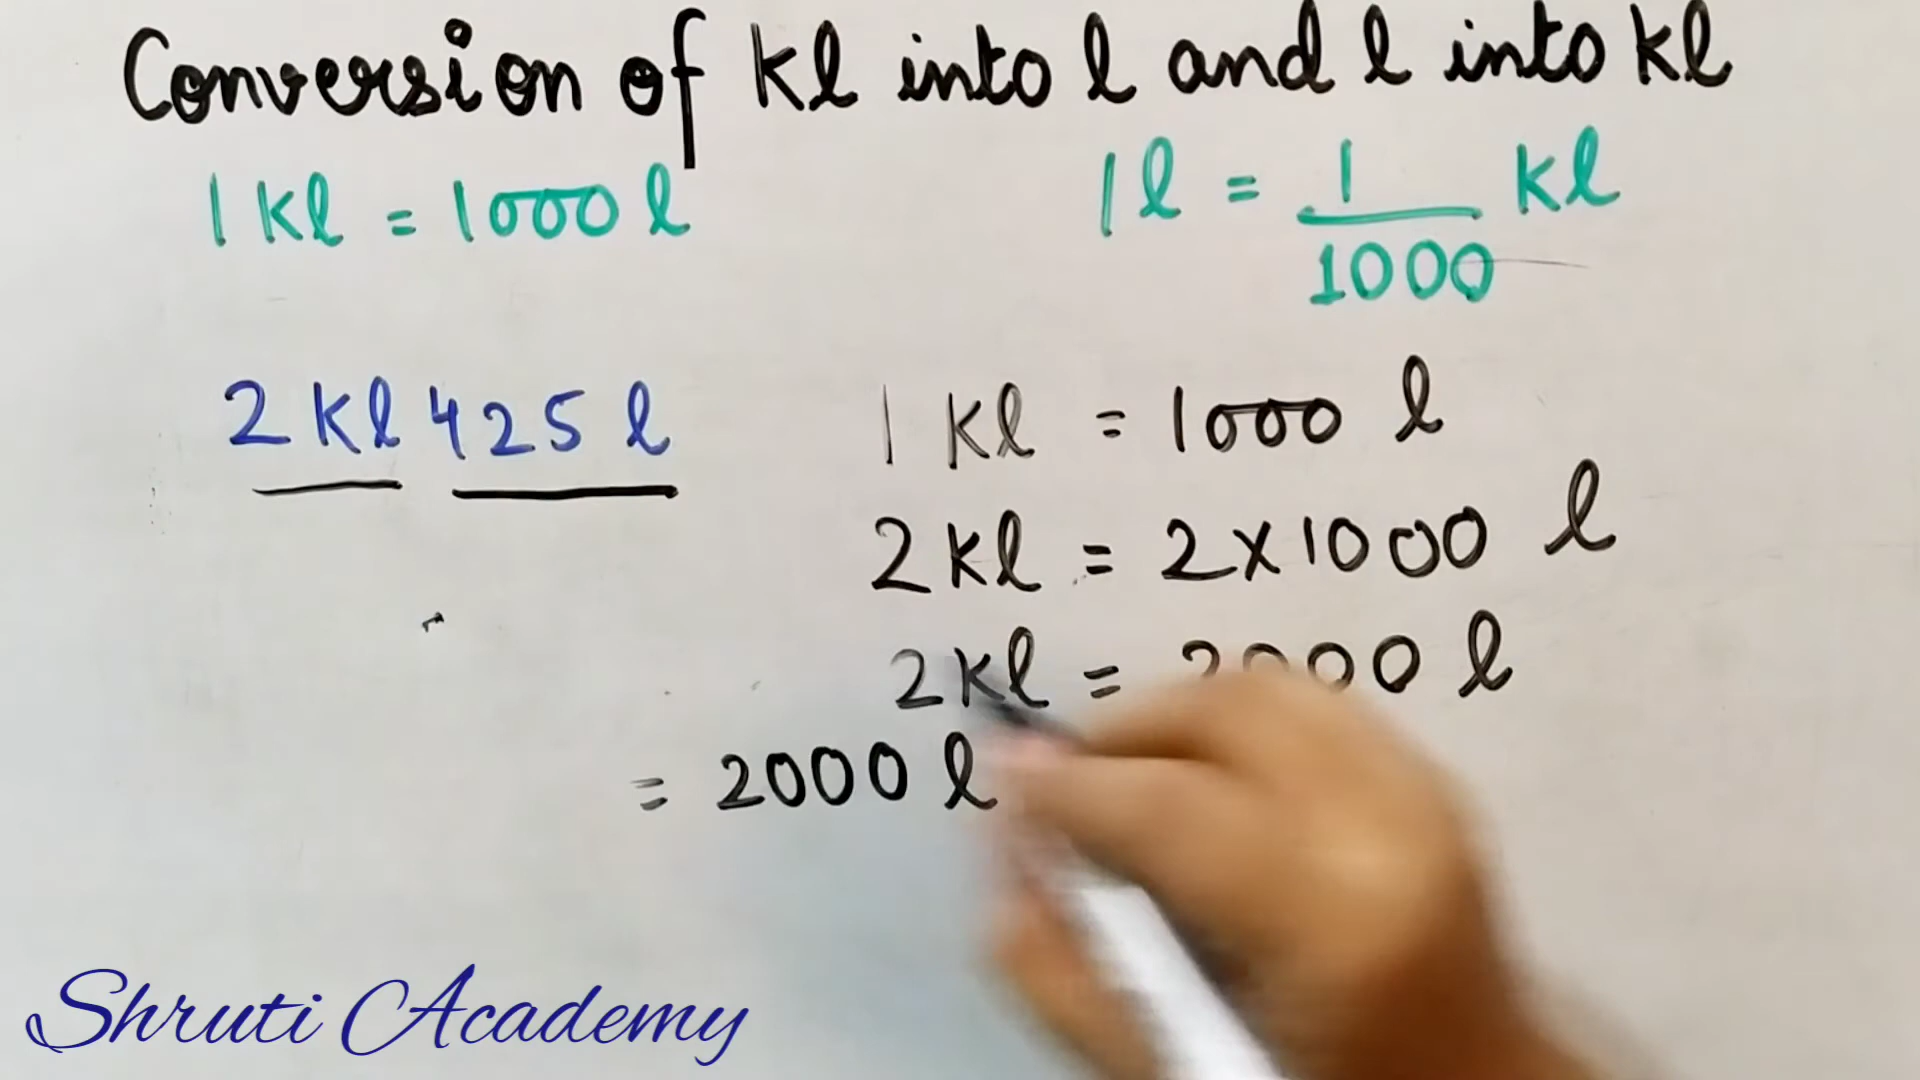 Conversion of kl into l and l into kl
1 kl = 1000 l
1 l = 1/1000 kl
2 kl 425 l
1 kl = 1000 l
2 kl = 2×1000 l
2 kl = 2000 l
= 2000 l
Shruti Academy